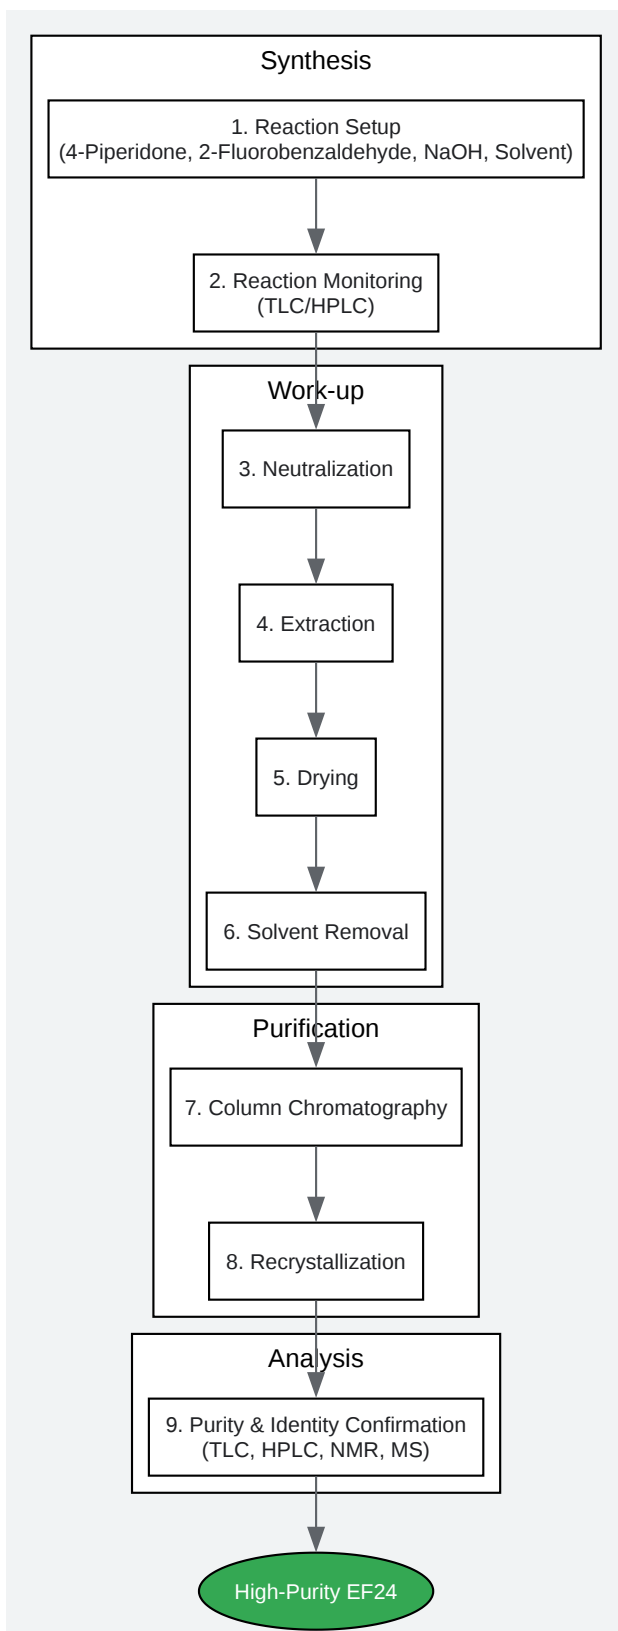 Synthesis
1. Reaction Setup
(4-Piperidone, 2-Fluorobenzaldehyde, NaOH, Solvent)
2. Reaction Monitoring
(TLC/HPLC)
Work-up
3. Neutralization
4. Extraction
5. Drying
6. Solvent Removal
Purification
7. Column Chromatography
8. Recrystallization
Analysis
9. Purity & Identity Confirmation
(TLC, HPLC, NMR, MS)
High-Purity EF24